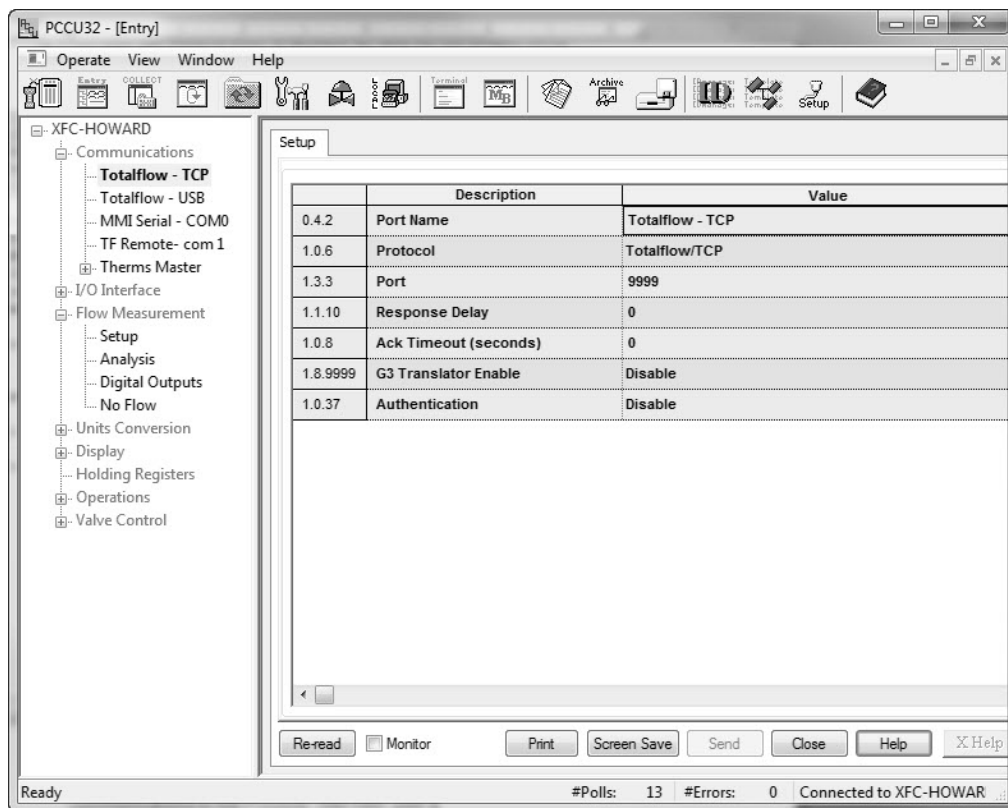 PCCU32 - [Entry]
Operate View Window Help
Entry COLLECT Terminal MB Archive ID Setup
XFC-HOWARD
Communications
Totalflow - TCP
Totalflow - USB
MMI Serial - COM0
TF Remote- com 1
Therms Master
I/O Interface
Flow Measurement
Setup
Analysis
Digital Outputs
No Flow
Units Conversion
Display
Holding Registers
Operations
Valve Control
Setup
Description Value
0.4.2 Port Name Totalflow - TCP
1.0.6 Protocol Totalflow/TCP
1.3.3 Port 9999
1.1.10 Response Delay 0
1.0.8 Ack Timeout (seconds) 0
1.8.9999 G3 Translator Enable Disable
1.0.37 Authentication Disable
Re-read Monitor Print Screen Save Send Close Help X Help
Ready #Polls: 13 #Errors: 0 Connected to XFC-HOWAR